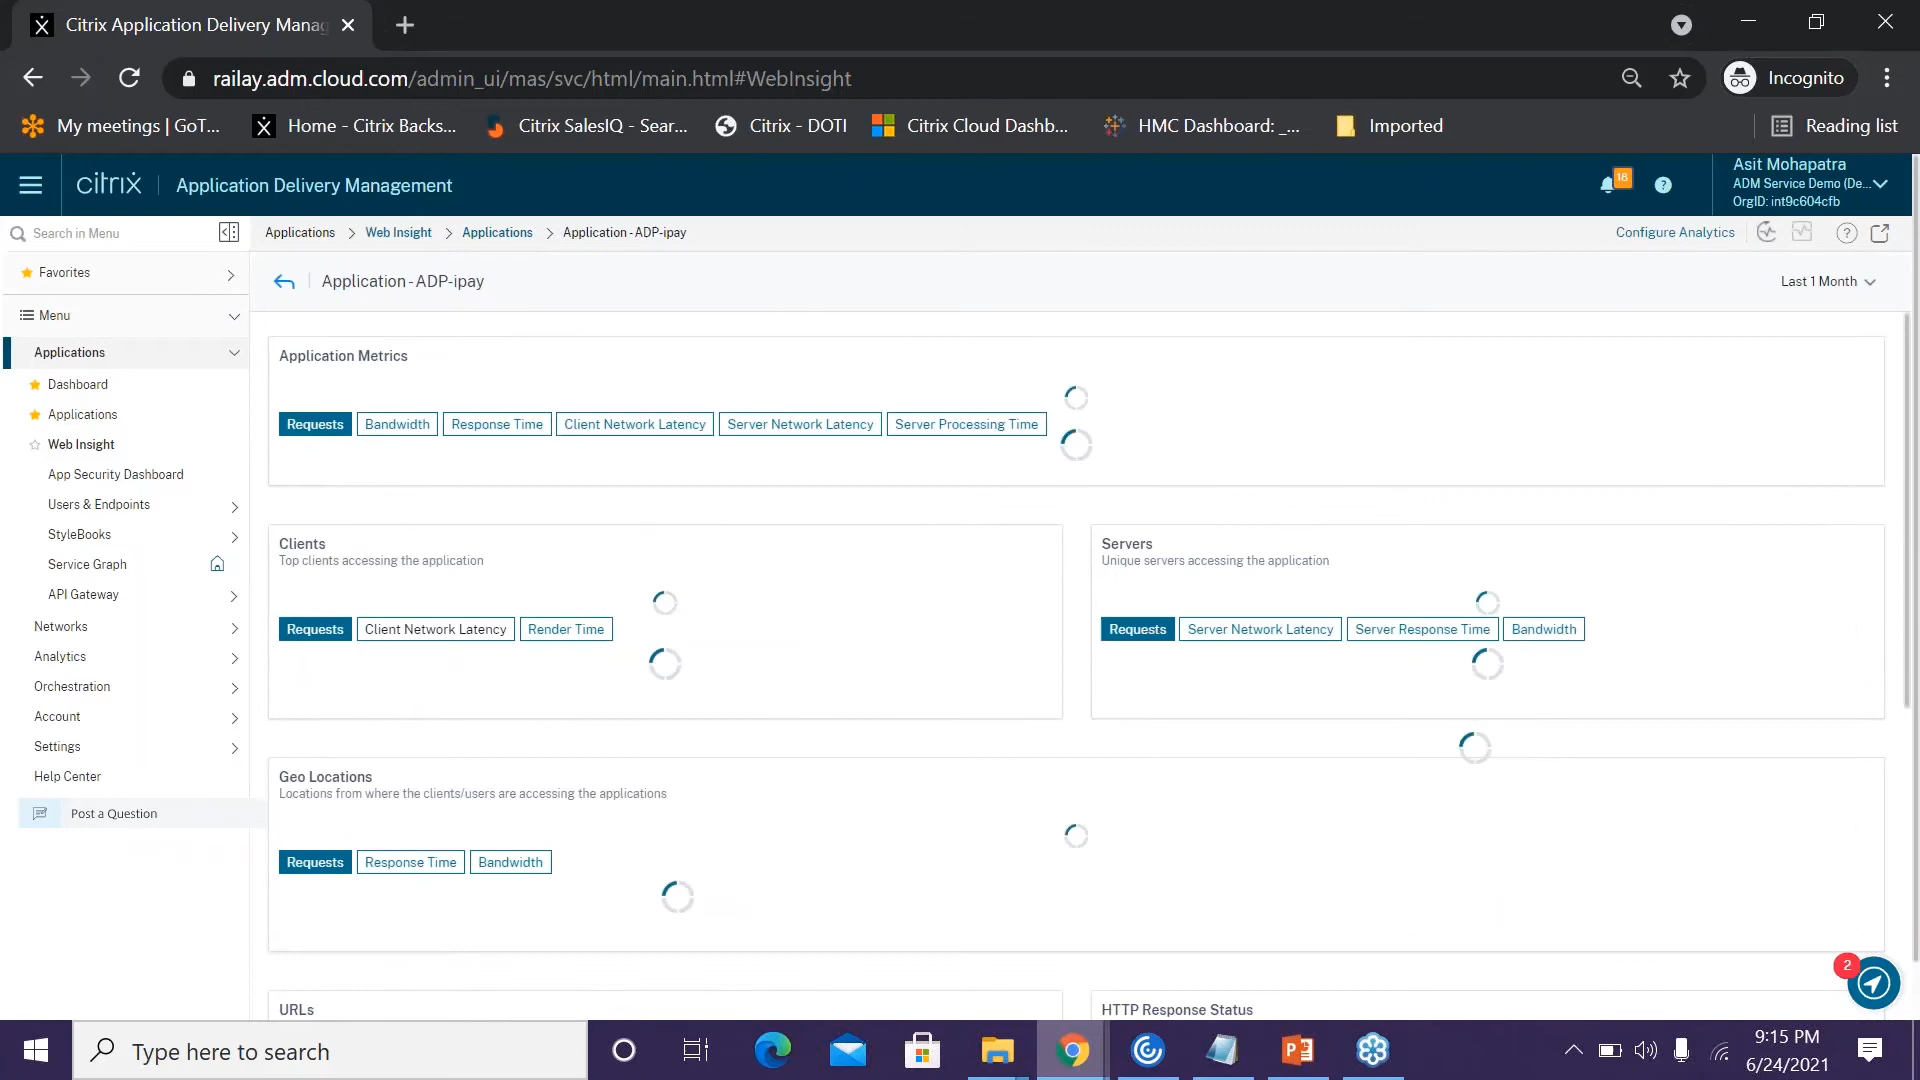 Citrix Application Delivery Manag
railay.adm.cloud.com/admin_ui/mas/svc/html/main.html#WebInsight
Incognito
My meetings | GoT...
Home - Citrix Backs...
Citrix SalesIQ - Sear...
Citrix - DOTI
Citrix Cloud Dashb...
HMC Dashboard: _...
Imported
Reading list
citrix
Application Delivery Management
18
?
Asit Mohapatra
ADM Service Demo (De...
OrgID: int9c604cfb
Search in Menu
Applications > Web Insight > Applications > Application - ADP-ipay
Configure Analytics
?
Favorites
Application - ADP-ipay
Last 1 Month
Menu
Applications
Dashboard
Applications
Web Insight
App Security Dashboard
Users & Endpoints
StyleBooks
Service Graph
API Gateway
Networks
Analytics
Orchestration
Account
Settings
Help Center
Post a Question
Application Metrics
Requests Bandwidth Response Time Client Network Latency Server Network Latency Server Processing Time
Clients
Top clients accessing the application
Requests Client Network Latency Render Time
Servers
Unique servers accessing the application
Requests Server Network Latency Server Response Time Bandwidth
Geo Locations
Locations from where the clients/users are accessing the applications
Requests Response Time Bandwidth
2
URLs
HTTP Response Status
Type here to search
9:15 PM
6/24/2021